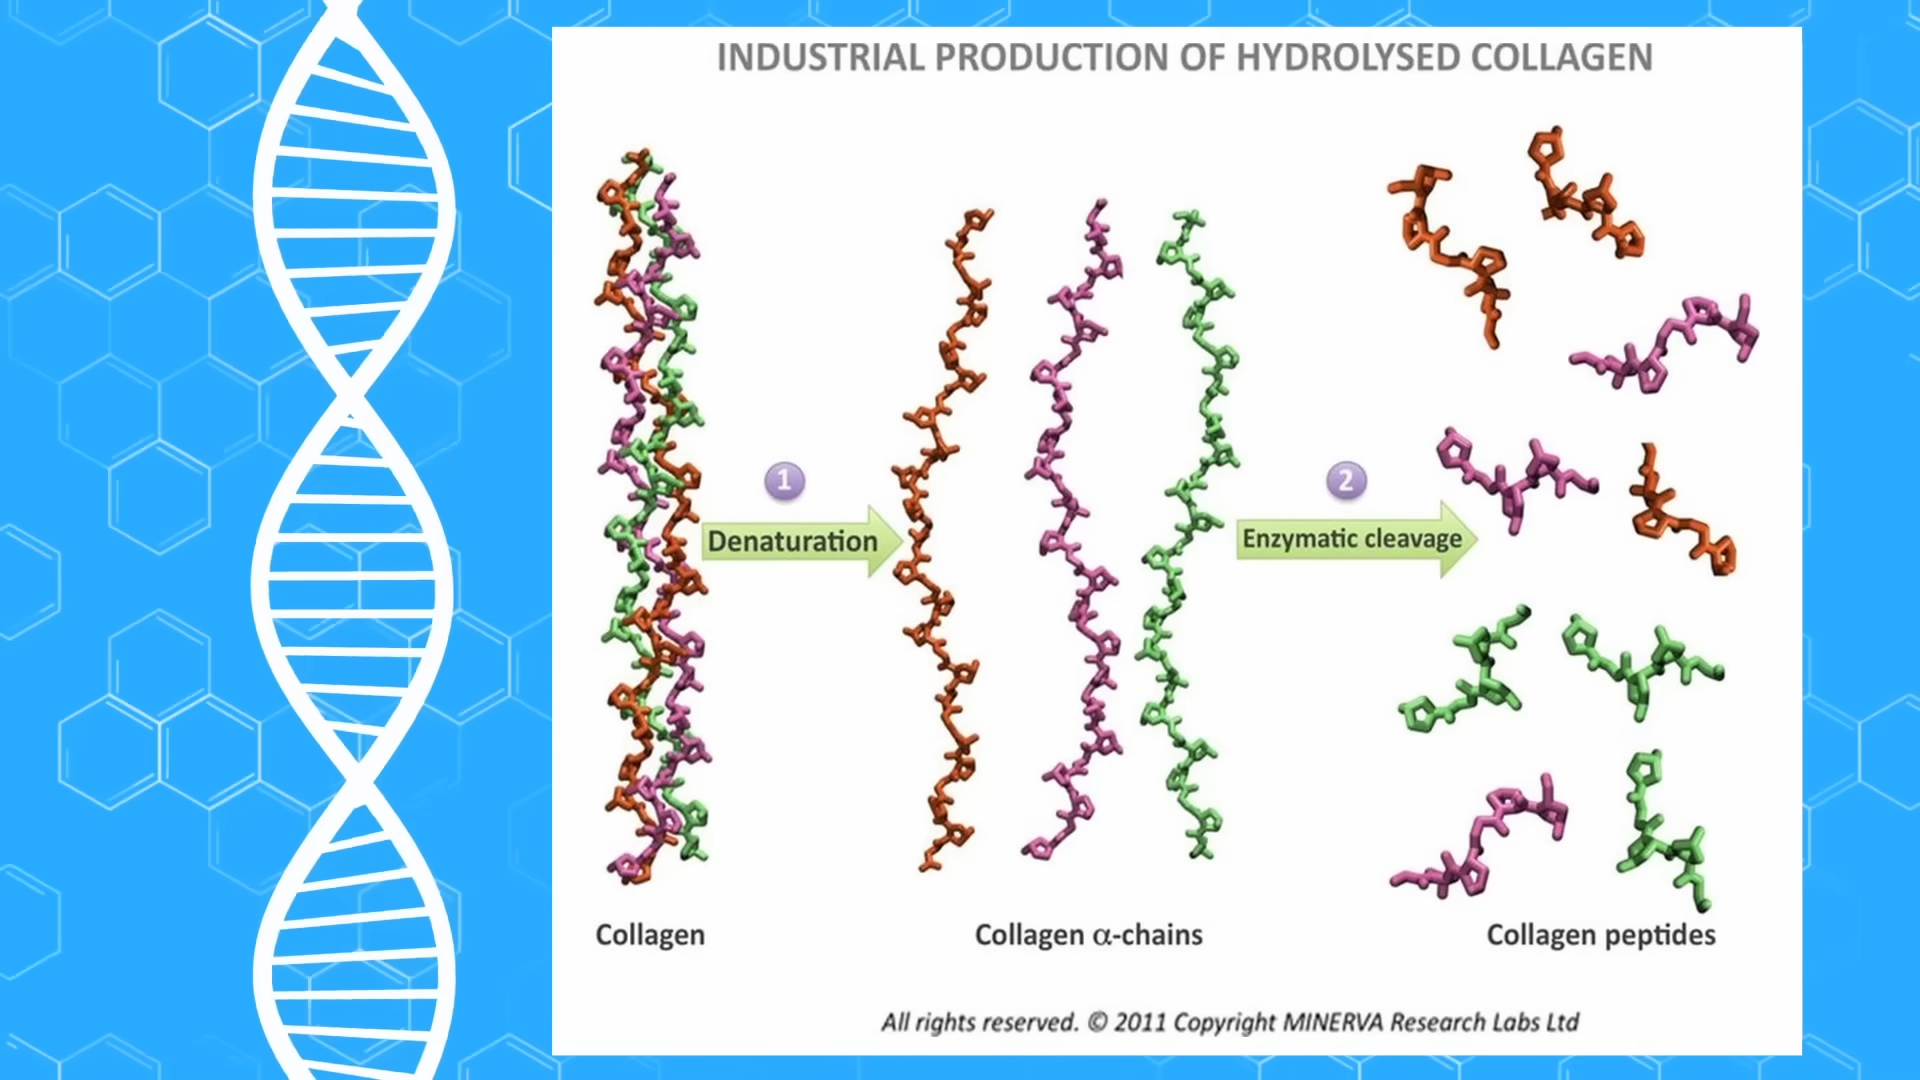 INDUSTRIAL PRODUCTION OF HYDROLYSED COLLAGEN
1
Denaturation
2
Enzymatic cleavage
Collagen
Collagen α-chains
Collagen peptides
All rights reserved. © 2011 Copyright MINERVA Research Labs Ltd